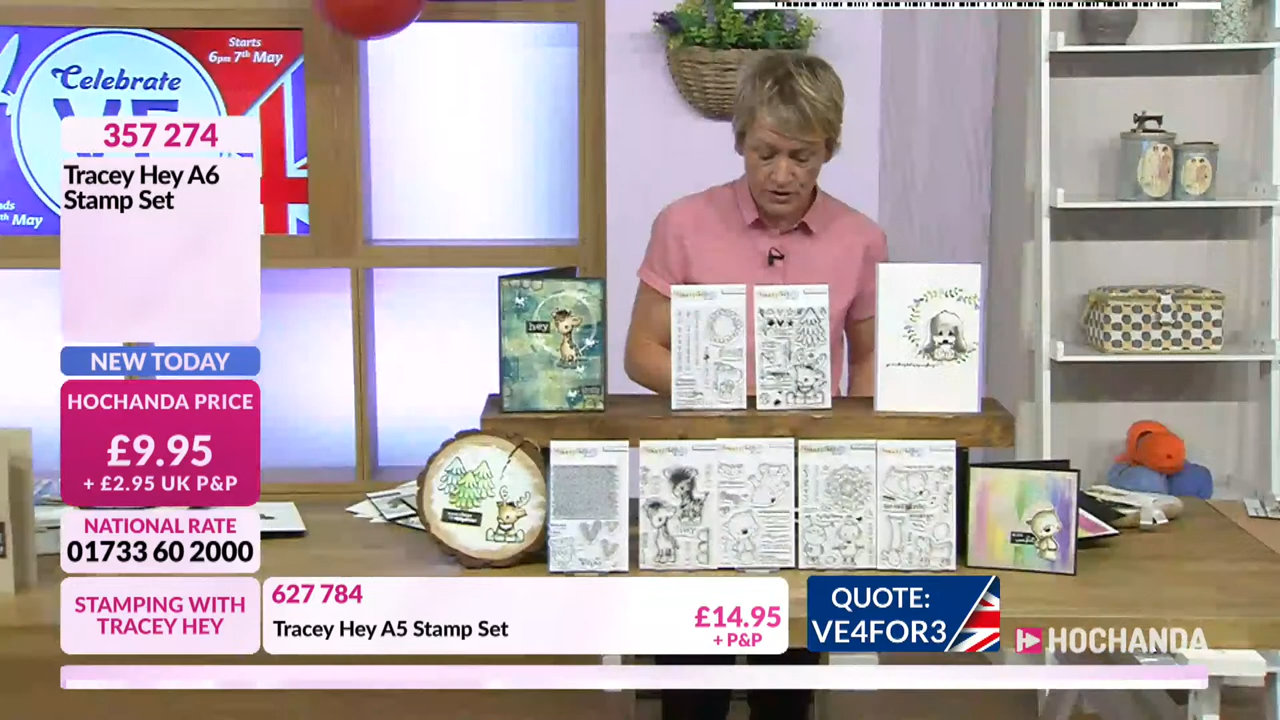 Starts
6pm 7th May
Celebrate
VE
357 274
Tracey Hey A6
Stamp Set
May
NEW TODAY
HOCHANDA PRICE
£9.95
+ £2.95 UK P&P
NATIONAL RATE
01733 60 2000
STAMPING WITH
TRACEY HEY
627 784
Tracey Hey A5 Stamp Set
£14.95
+ P&P
QUOTE:
VE4FOR3
HOCHANDA
hey